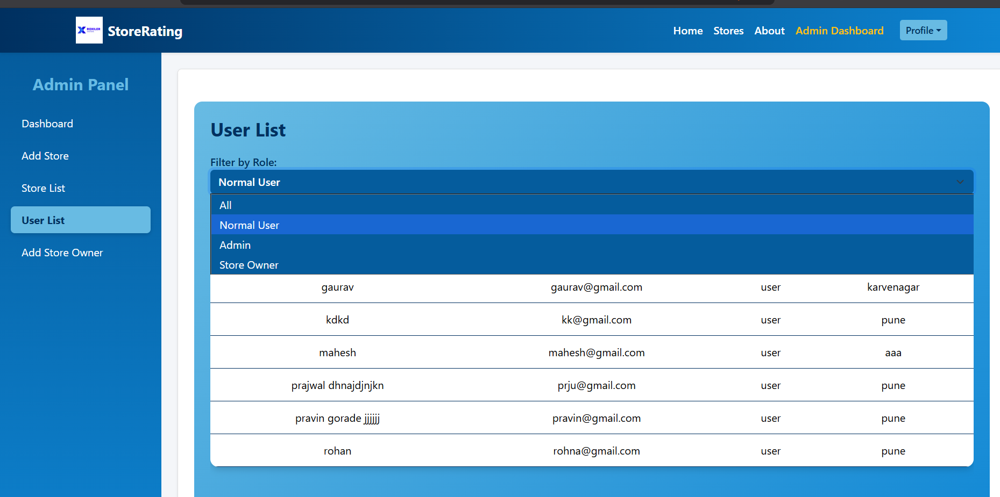 ROXILER
StoreRating
Home Stores About Admin Dashboard Profile
Admin Panel
Dashboard
Add Store
Store List
User List
Add Store Owner
User List
Filter by Role:
Normal User
All
Normal User
Admin
Store Owner
gaurav gaurav@gmail.com user karvenagar
kdkd kk@gmail.com user pune
mahesh mahesh@gmail.com user aaa
prajwal dhnajdjnjkn prju@gmail.com user pune
pravin gorade jjjjjj pravin@gmail.com user pune
rohan rohna@gmail.com user pune